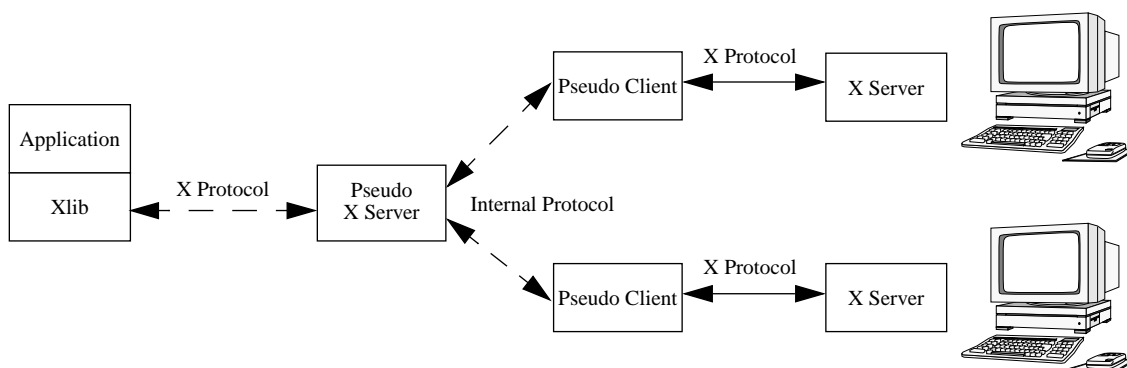 Application
Xlib
X Protocol
Pseudo
X Server
Internal Protocol
Pseudo Client
X Protocol
X Server
Pseudo Client
X Protocol
X Server